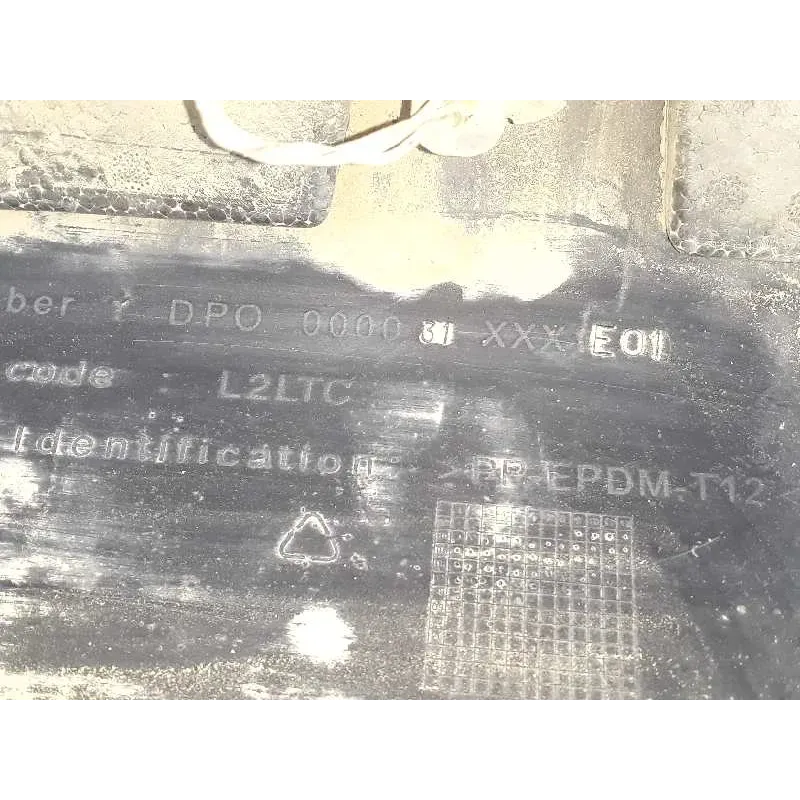 ber : DPO 0000 31 XXX E01
code : L2LTC
Identification >PP-EPDM-T12<